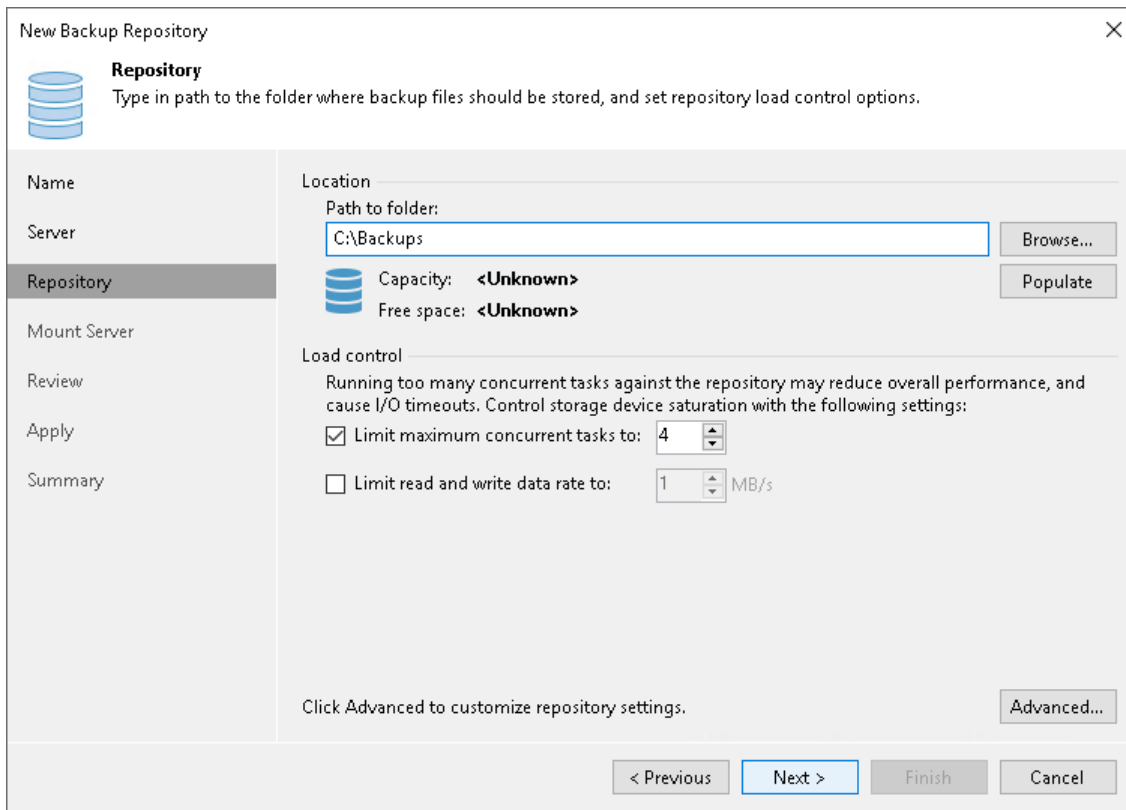 New Backup Repository
Repository
Type in path to the folder where backup files should be stored, and set repository load control options.
Name
Server
Repository
Mount Server
Review
Apply
Summary
Location
Path to folder:
C:\Backups
Browse...
Capacity: <Unknown>
Populate
Free space: <Unknown>
Load control
Running too many concurrent tasks against the repository may reduce overall performance, and
cause I/O timeouts. Control storage device saturation with the following settings:
Limit maximum concurrent tasks to: 4
Limit read and write data rate to: 1 MB/s
Click Advanced to customize repository settings.
Advanced...
< Previous
Next >
Finish
Cancel